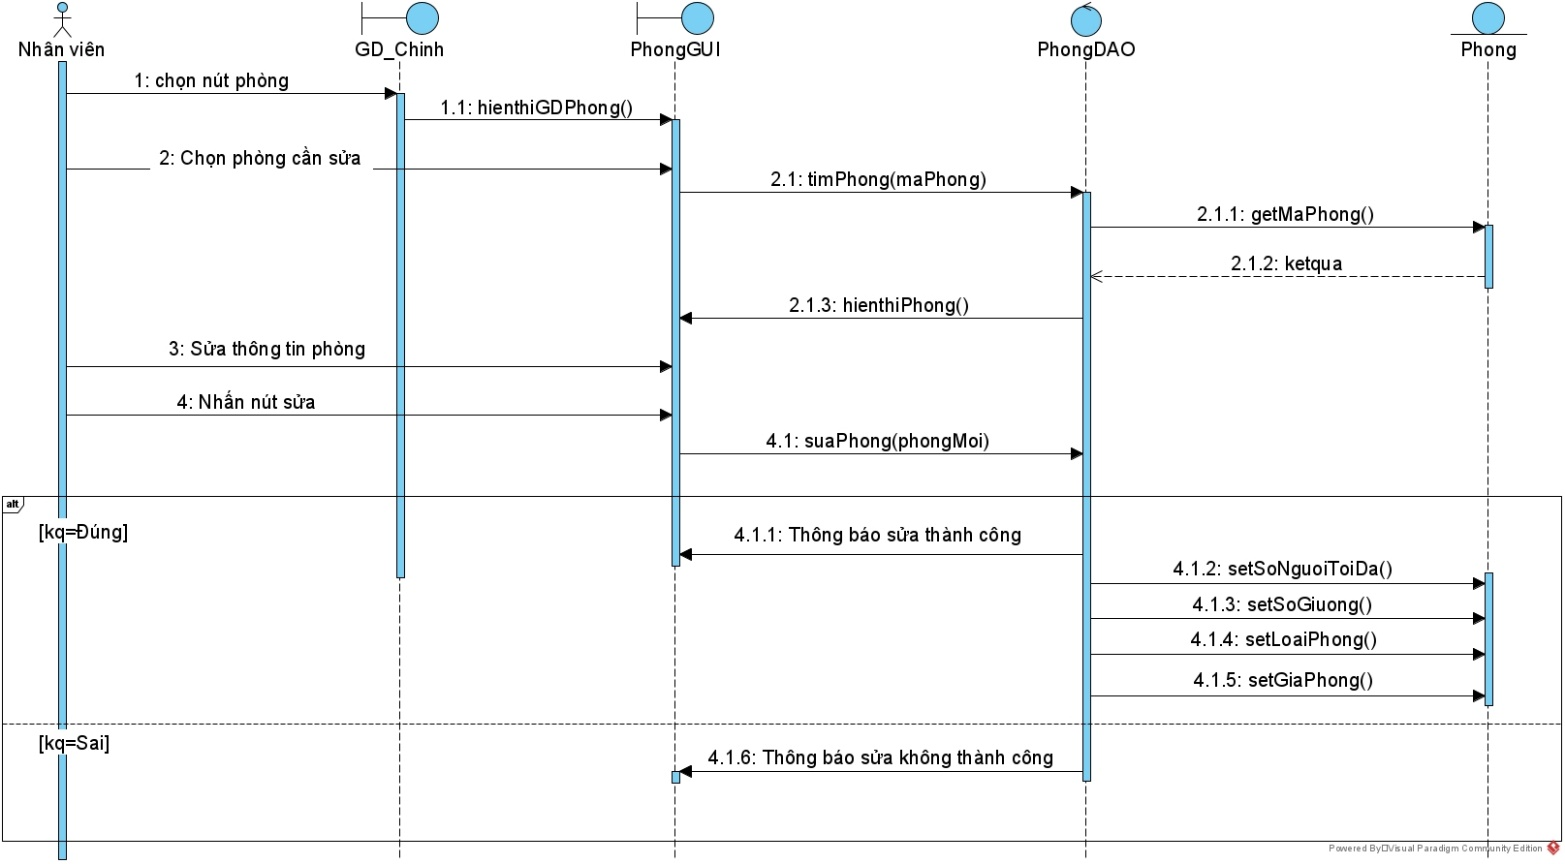 Nhân viên
GD_Chinh
PhongGUI
PhongDAO
Phong
1: chọn nút phòng
1.1: hienthiGDPhong()
2: Chọn phòng cần sửa
2.1: timPhong(maPhong)
2.1.1: getMaPhong()
2.1.2: ketqua
2.1.3: hienthiPhong()
3: Sửa thông tin phòng
4: Nhấn nút sửa
4.1: suaPhong(phongMoi)
alt
[kq=Đúng]
4.1.1: Thông báo sửa thành công
4.1.2: setSoNguoiToiDa()
4.1.3: setSoGiuong()
4.1.4: setLoaiPhong()
4.1.5: setGiaPhong()
[kq=Sai]
4.1.6: Thông báo sửa không thành công
Powered By□Visual Paradigm Community Edition